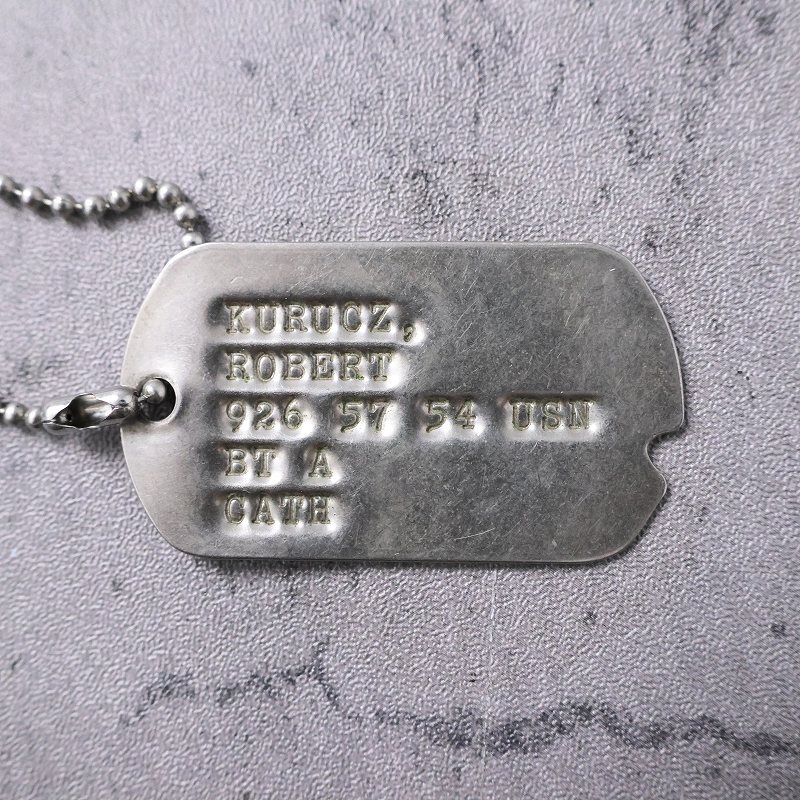 KURUCZ,
ROBERT
926 57 54 USN
BT A
CATH